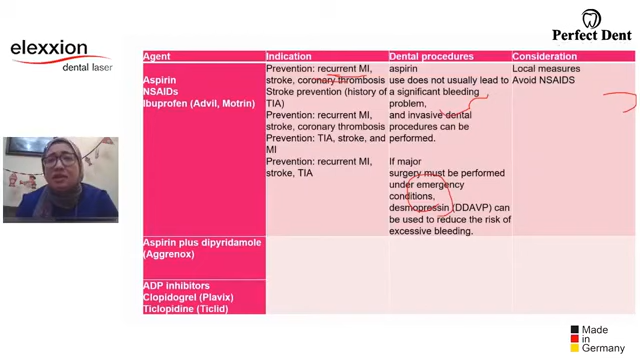 elexxion
dental laser
Perfect Dent
Agent
Indication
Dental procedures
Consideration
Aspirin
NSAIDs
Ibuprofen (Advil, Motrin)
Prevention: recurrent MI,
stroke, coronary thrombosis
Stroke prevention (history of
TIA)
Prevention: recurrent MI,
stroke, coronary thrombosis
Prevention: TIA, stroke, and
MI
Prevention: recurrent MI,
stroke, TIA
aspirin
use does not usually lead to
a significant bleeding
problem,
and invasive dental
procedures can be
performed.
If major
surgery must be performed
under emergency
conditions,
desmopressin (DDAVP) can
be used to reduce the risk of
excessive bleeding.
Local measures
Avoid NSAIDS
Aspirin plus dipyridamole
(Aggrenox)
ADP inhibitors
Clopidogrel (Plavix)
Ticlopidine (Ticlid)
Made
in
Germany